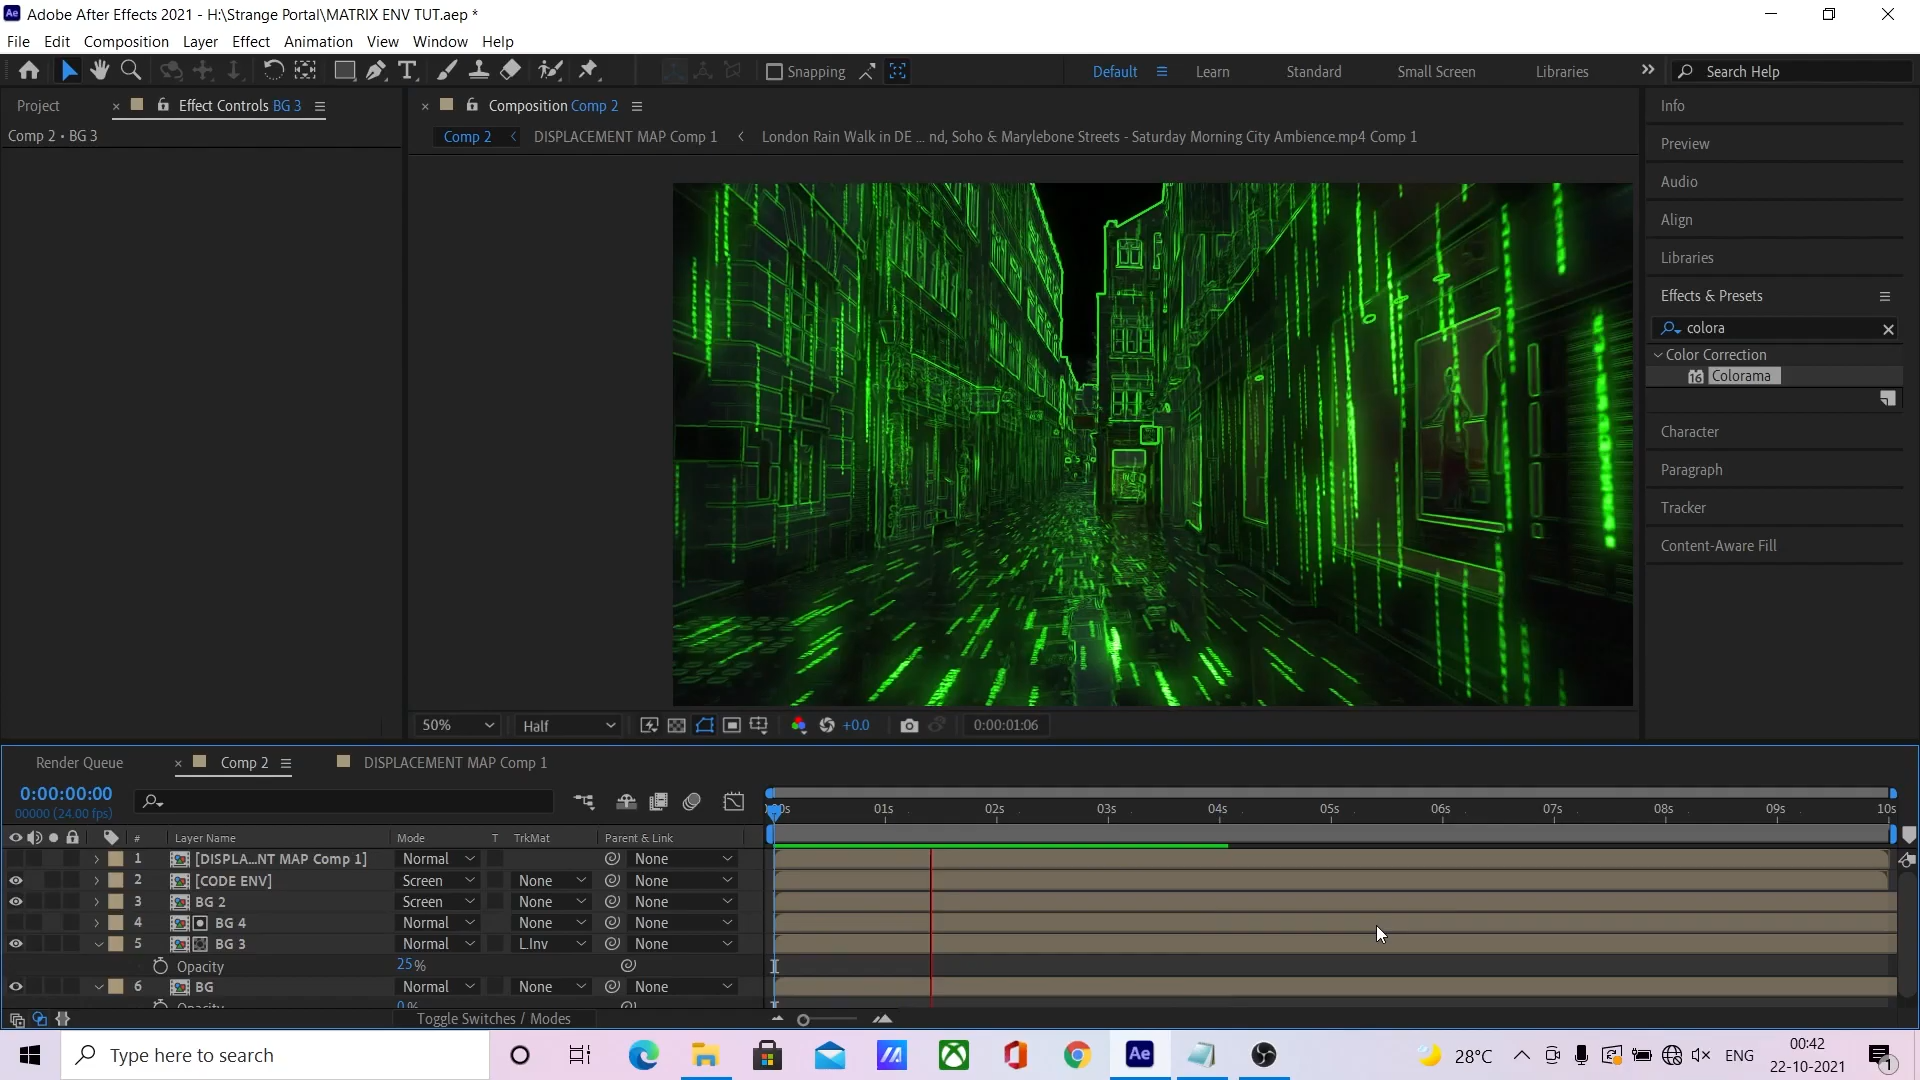 Ae Adobe After Effects 2021 - H:\Strange Portal\MATRIX ENV TUT.aep *
File Edit Composition Layer Effect Animation View Window Help
Snapping
Default Learn Standard Small Screen Libraries Search Help
Project Effect Controls BG 3
Composition Comp 2
Comp 2 • BG 3
Comp 2 DISPLACEMENT MAP Comp 1 London Rain Walk in DE ... nd, Soho & Marylebone Streets - Saturday Morning City Ambience.mp4 Comp 1
Info
Preview
Audio
Align
Libraries
Effects & Presets
colora
Color Correction
16 Colorama
Character
Paragraph
Tracker
Content-Aware Fill
50% Half +0.0 0:00:01:06
Render Queue Comp 2 DISPLACEMENT MAP Comp 1
0:00:00:00
00000 (24.00 fps)
01s 02s 03s 04s 05s 06s 07s 08s 09s 10s
# Layer Name Mode T TrkMat Parent & Link
1 [DISPLA...NT MAP Comp 1] Normal None
2 [CODE ENV] Screen None None
3 BG 2 Screen None None
4 BG 4 Normal None None
5 BG 3 Normal L.Inv None
Opacity 25%
6 BG Normal None None
Opacity 0%
Toggle Switches / Modes
Type here to search
Ae
28°C ENG
00:42
22-10-2021
1